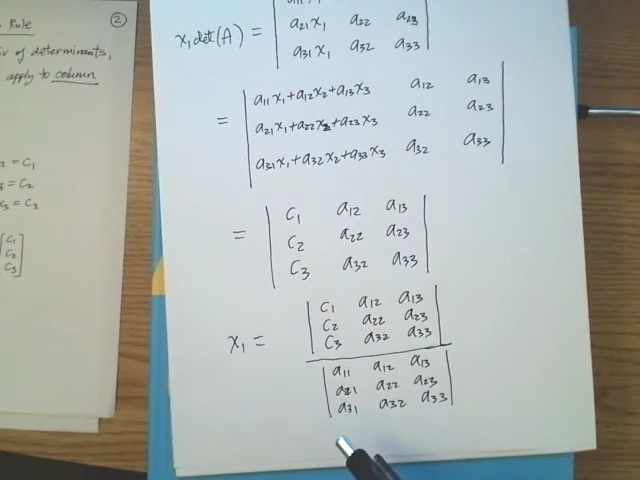 Rule
②
of determinants,
apply to column
= C₁
= C₂
x₃ = C₃
C₁
C₂
C₃
x₁ det(A) =
a₂₁x₁ a₂₂ a₂₃
a₃₁x₁ a₃₂ a₃₃
= | a₁₁x₁+a₁₂x₂+a₁₃x₃ a₁₂ a₁₃ |
| a₂₁x₁+a₂₂x₂+a₂₃x₃ a₂₂ a₂₃ |
| a₃₁x₁+a₃₂x₂+a₃₃x₃ a₃₂ a₃₃ |
= | C₁ a₁₂ a₁₃ |
| C₂ a₂₂ a₂₃ |
| C₃ a₃₂ a₃₃ |
x₁ =
| C₁ a₁₂ a₁₃ |
| C₂ a₂₂ a₂₃ |
| C₃ a₃₂ a₃₃ |
| a₁₁ a₁₂ a₁₃ |
| a₂₁ a₂₂ a₂₃ |
| a₃₁ a₃₂ a₃₃ |